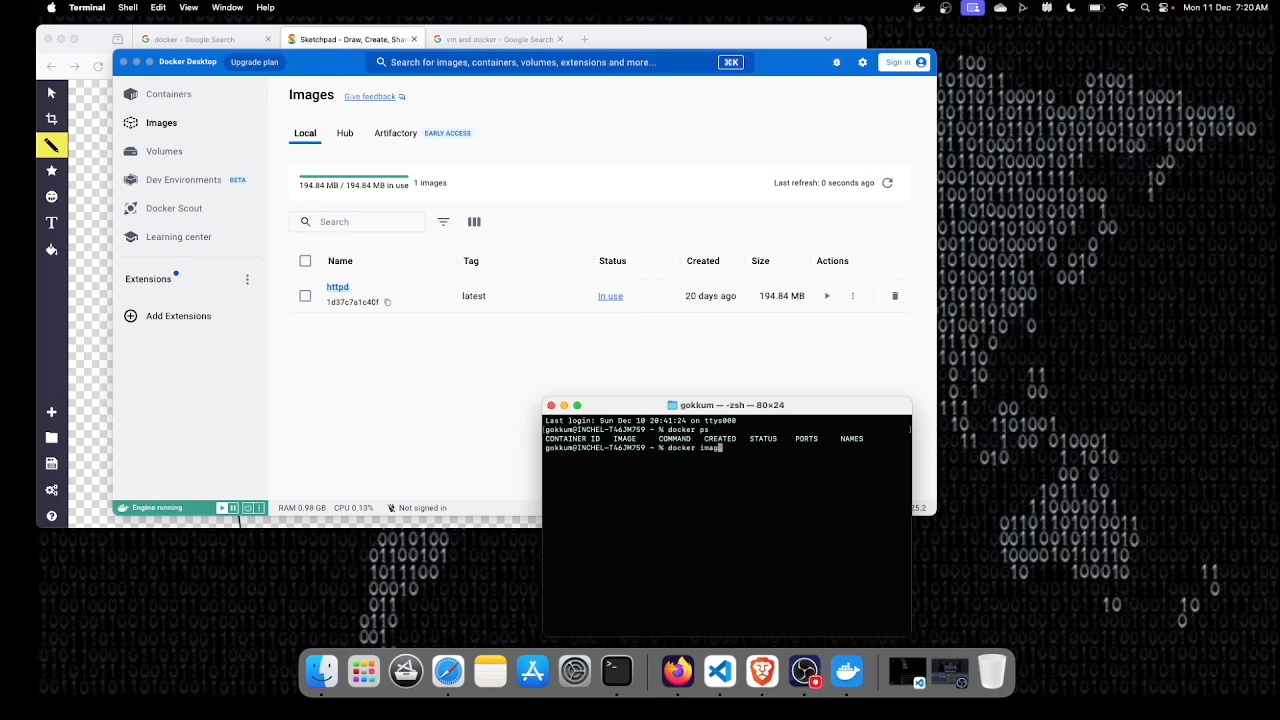 Terminal Shell Edit View Window Help Mon 11 Dec 7:20 AM
docker - Google Search Sketchpad - Draw, Create, Shar vm and docker - Google Search
Docker Desktop Upgrade plan Search for images, containers, volumes, extensions and more... ⌘K Sign in
Containers
Images
Volumes
Dev Environments BETA
Docker Scout
Learning center
Extensions
Add Extensions
Images Give feedback
Local Hub Artifactory EARLY ACCESS
194.84 MB / 194.84 MB in use 1 images Last refresh: 0 seconds ago
Search
Name Tag Status Created Size Actions
httpd
1d37c7a1c40f
latest In use 20 days ago 194.84 MB
gokkum — -zsh — 80×24
Last login: Sun Dec 10 20:41:24 on ttys000
[gokkum@INCHEL-T46JM759 ~ % docker ps ]
CONTAINER ID IMAGE COMMAND CREATED STATUS PORTS NAMES
gokkum@INCHEL-T46JM759 ~ % docker imag
Engine running RAM 0.98 GB CPU 0.13% Not signed in 25.2